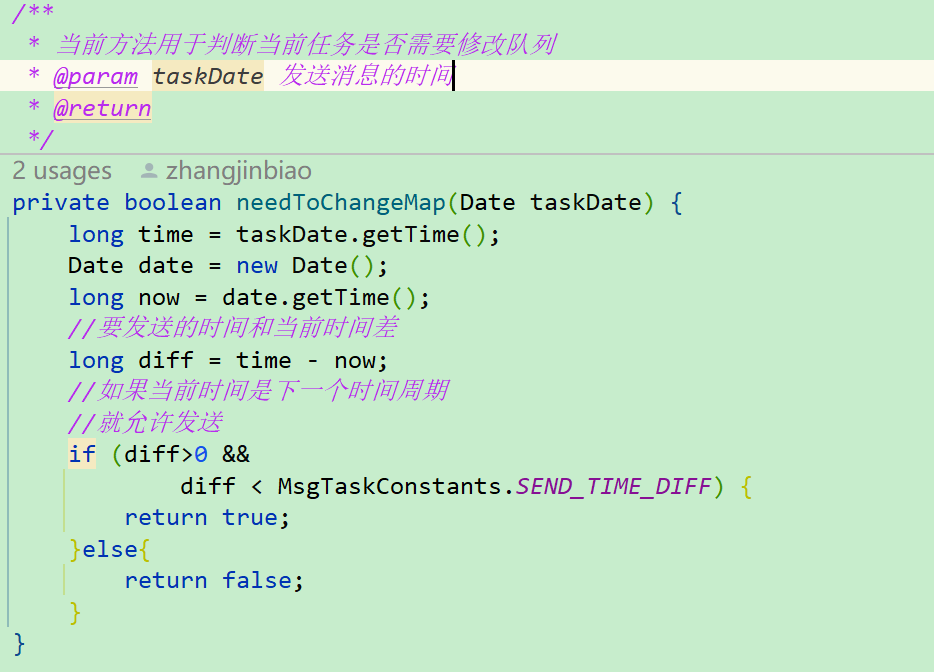 /**
 * 当前方法用于判断当前任务是否需要修改队列
 * @param taskDate 发送消息的时间
 * @return
 */
2 usages zhangjinbiao
private boolean needToChangeMap(Date taskDate) {
    long time = taskDate.getTime();
    Date date = new Date();
    long now = date.getTime();
    //要发送的时间和当前时间差
    long diff = time - now;
    //如果当前时间是下一个时间周期
    //就允许发送
    if (diff>0 &&
            diff < MsgTaskConstants.SEND_TIME_DIFF) {
        return true;
    }else{
        return false;
    }
}